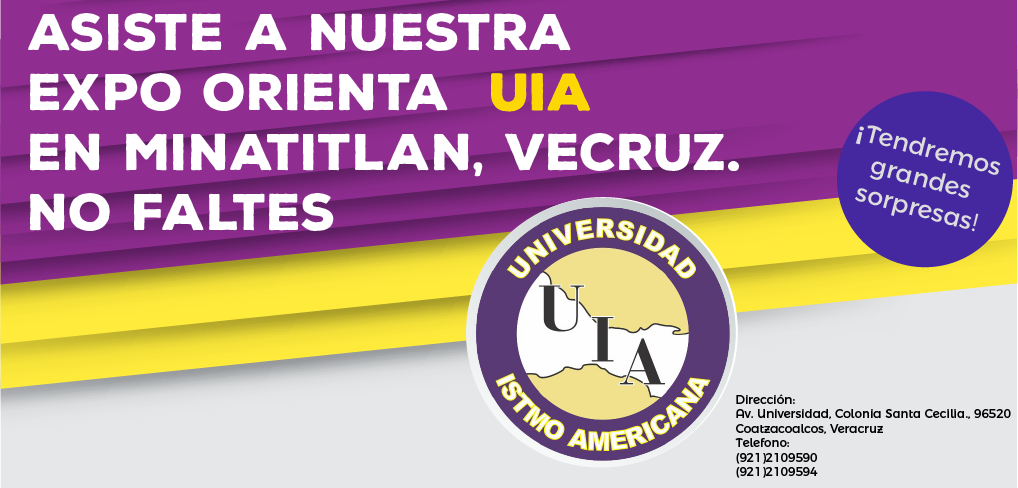 ASISTE A NUESTRA
EXPO ORIENTA UIA
EN MINATITLAN, VECRUZ.
NO FALTES
¡Tendremos
grandes
sorpresas!
UNIVERSIDAD
UIA
ISTMO AMERICANA
Dirección:
Av. Universidad, Colonia Santa Cecilia., 96520
Coatzacoalcos, Veracruz
Telefono:
(921)2109590
(921)2109594